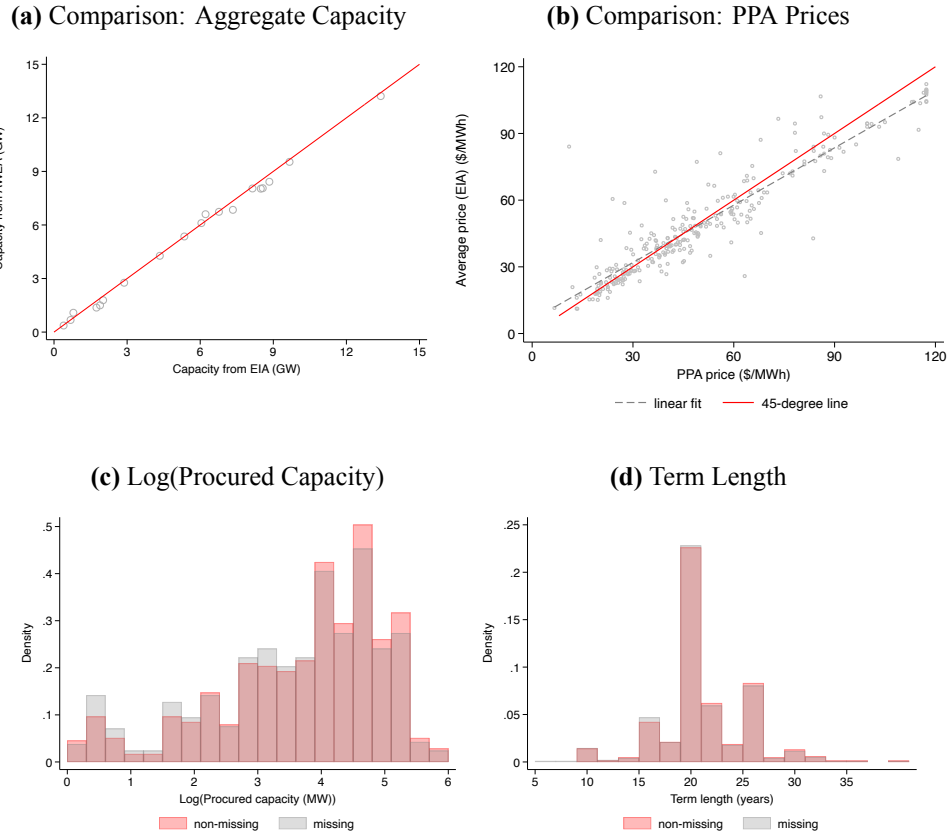 (a) Comparison: Aggregate Capacity
15
12
9
6
3
0
0 3 6 9 12 15
Capacity from EIA (GW)
(b) Comparison: PPA Prices
Average price (EIA) ($/MWh)
120
90
60
30
0
0 30 60 90 120
PPA price ($/MWh)
linear fit 45-degree line
(c) Log(Procured Capacity)
Density
.5
.4
.3
.2
.1
0
0 1 2 3 4 5 6
Log(Procured capacity (MW))
non-missing missing
(d) Term Length
Density
.25
.2
.15
.1
.05
0
5 10 15 20 25 30 35
Term length (years)
non-missing missing